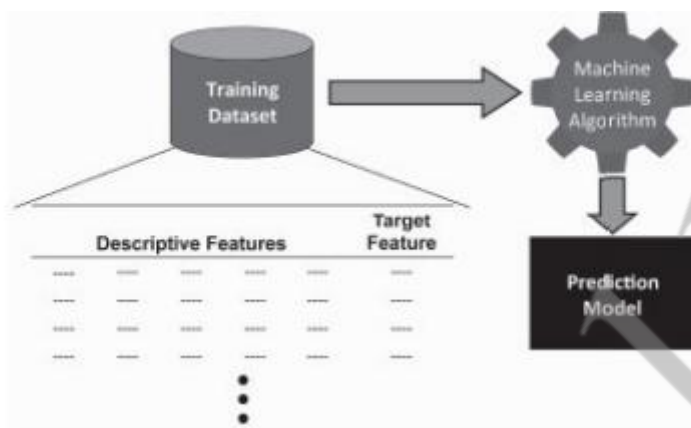 Training
Dataset
Machine
Learning
Algorithm
Descriptive Features
Target
Feature
---- ---- ---- ---- ---- ----
---- ---- ---- ---- ---- ----
---- ---- ---- ---- ---- ----
---- ---- ---- ---- ---- ----
Prediction
Model